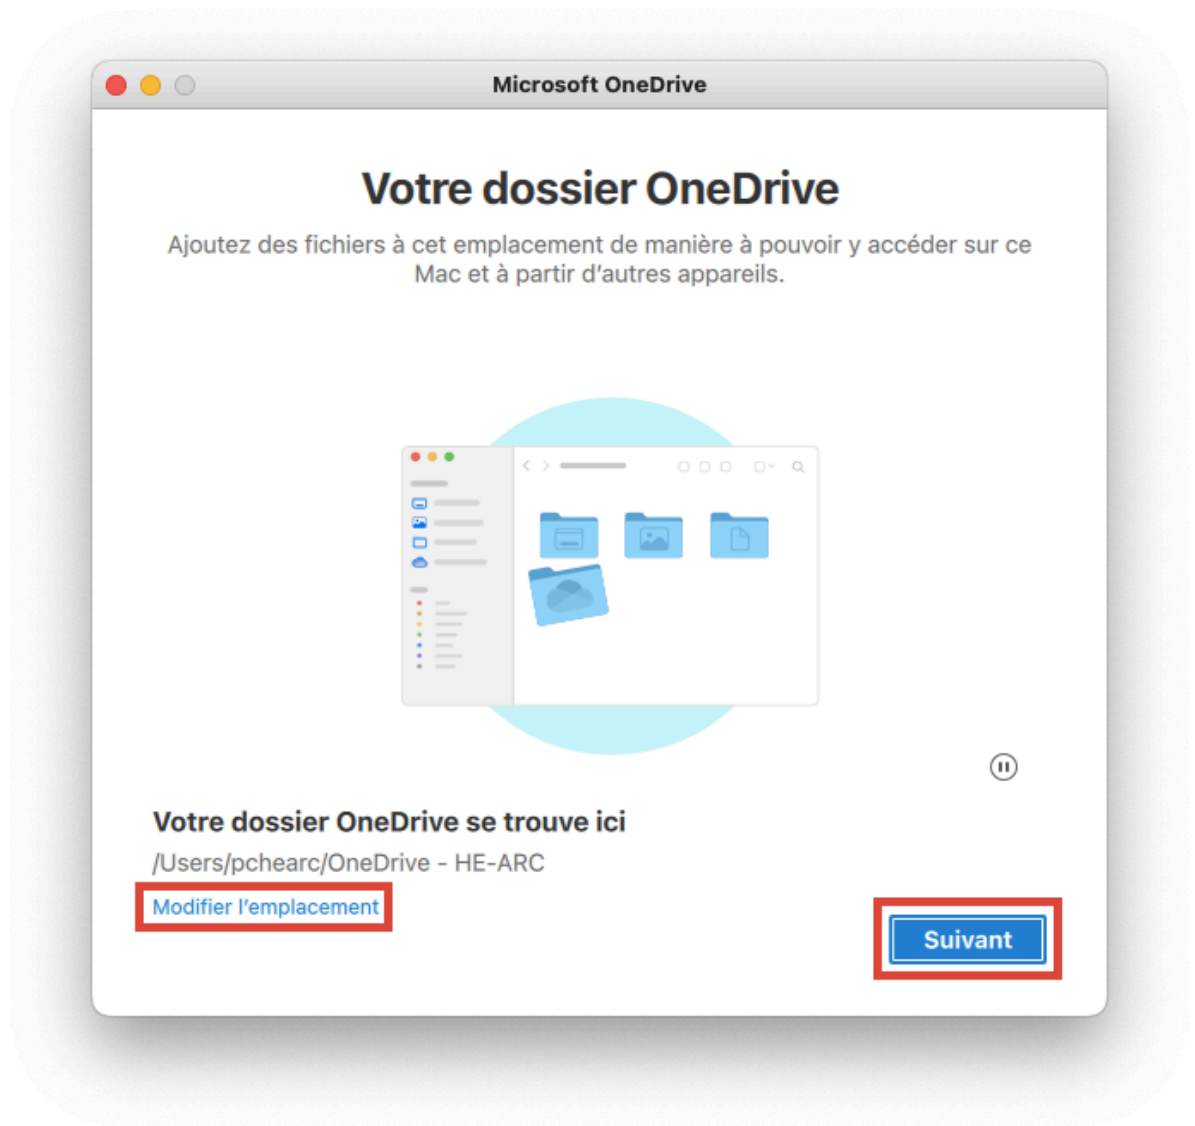 Microsoft OneDrive
Votre dossier OneDrive
Ajoutez des fichiers à cet emplacement de manière à pouvoir y accéder sur ce
Mac et à partir d'autres appareils.
Votre dossier OneDrive se trouve ici
/Users/pchearc/OneDrive - HE-ARC
Modifier l'emplacement
Suivant